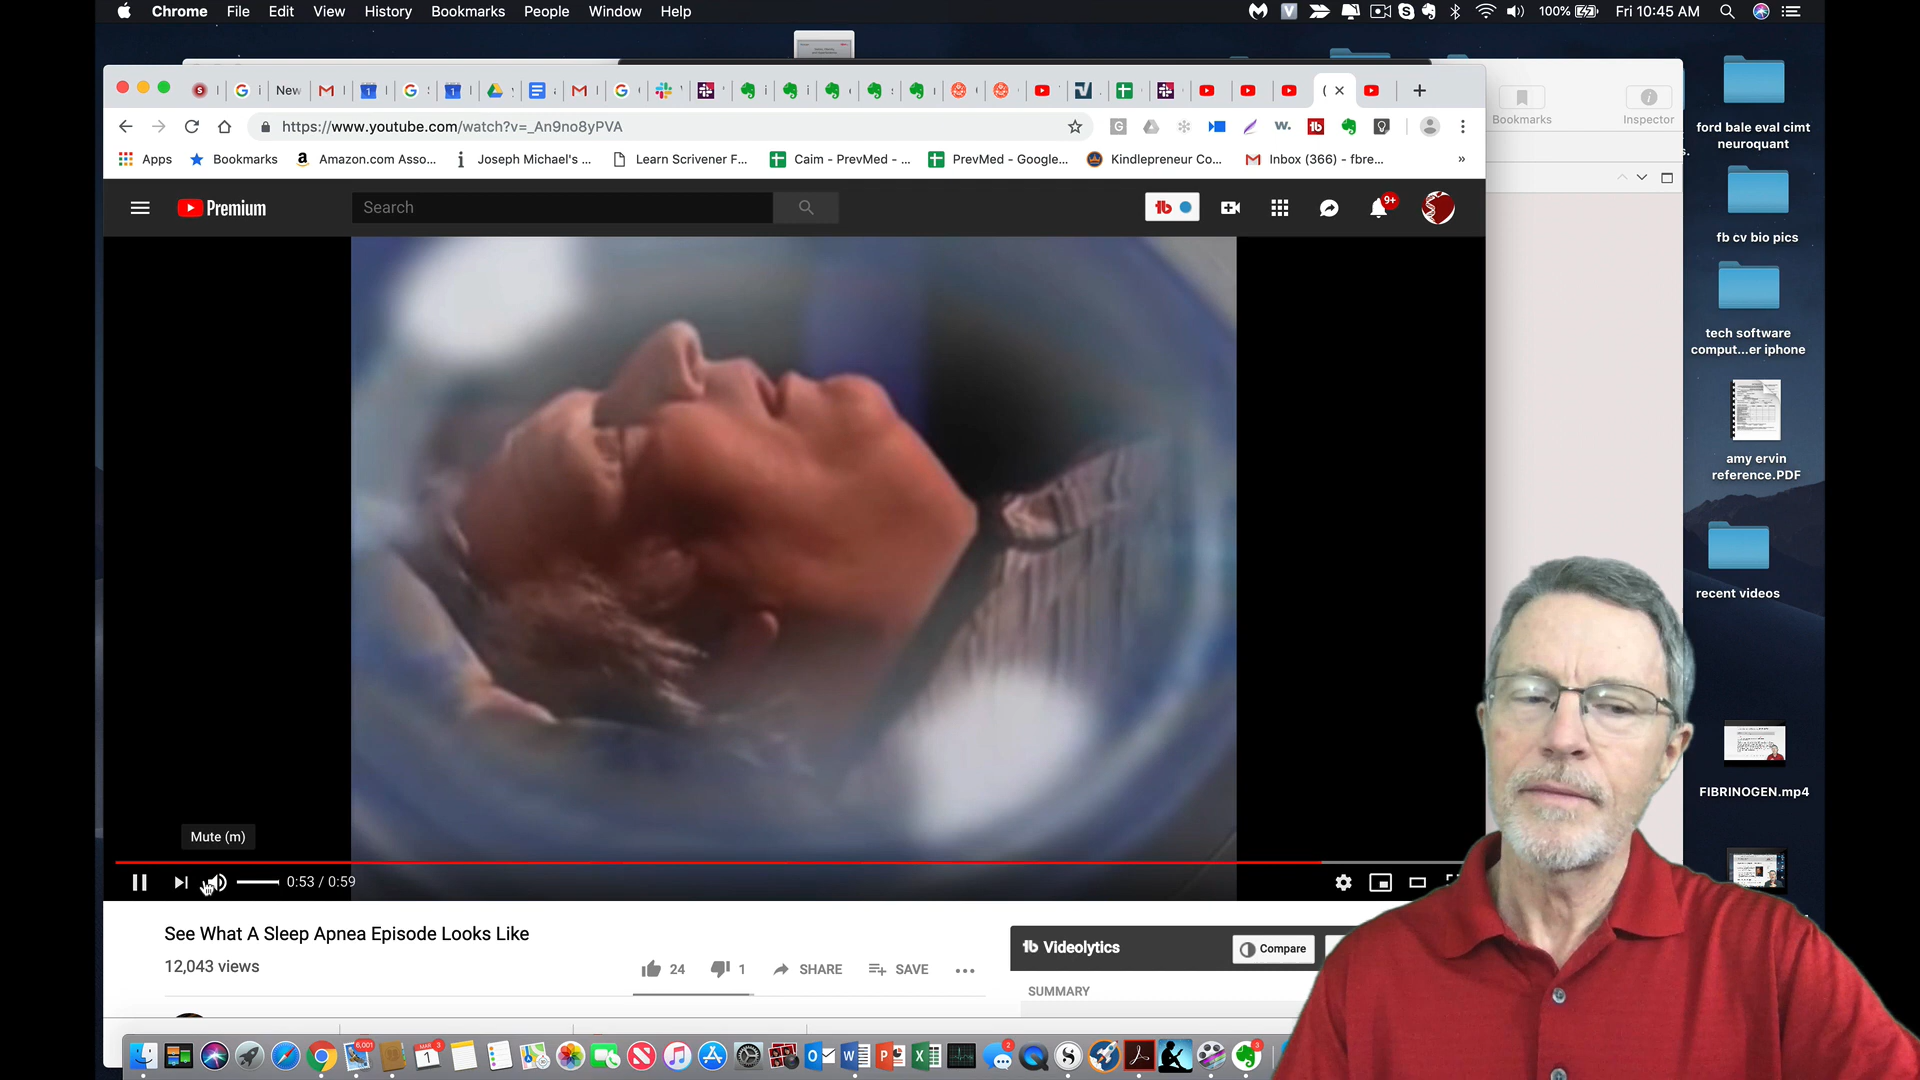 Chrome File Edit View History Bookmarks People Window Help
100% Fri 10:45 AM
New
https://www.youtube.com/watch?v=_An9no8yPVA
Bookmarks
Inspector
Apps Bookmarks Amazon.com Asso... Joseph Michael's ... Learn Scrivener F... Caim - PrevMed - ... PrevMed - Google... Kindlepreneur Co... Inbox (366) - fbre... »
Premium
Search
9+
ford bale eval cimt
neuroquant
fb cv bio pics
tech software
comput...er iphone
amy ervin
reference.PDF
recent videos
FIBRINOGEN.mp4
Mute (m)
0:53 / 0:59
See What A Sleep Apnea Episode Looks Like
12,043 views
24 1 SHARE SAVE
Videolytics
Compare
SUMMARY